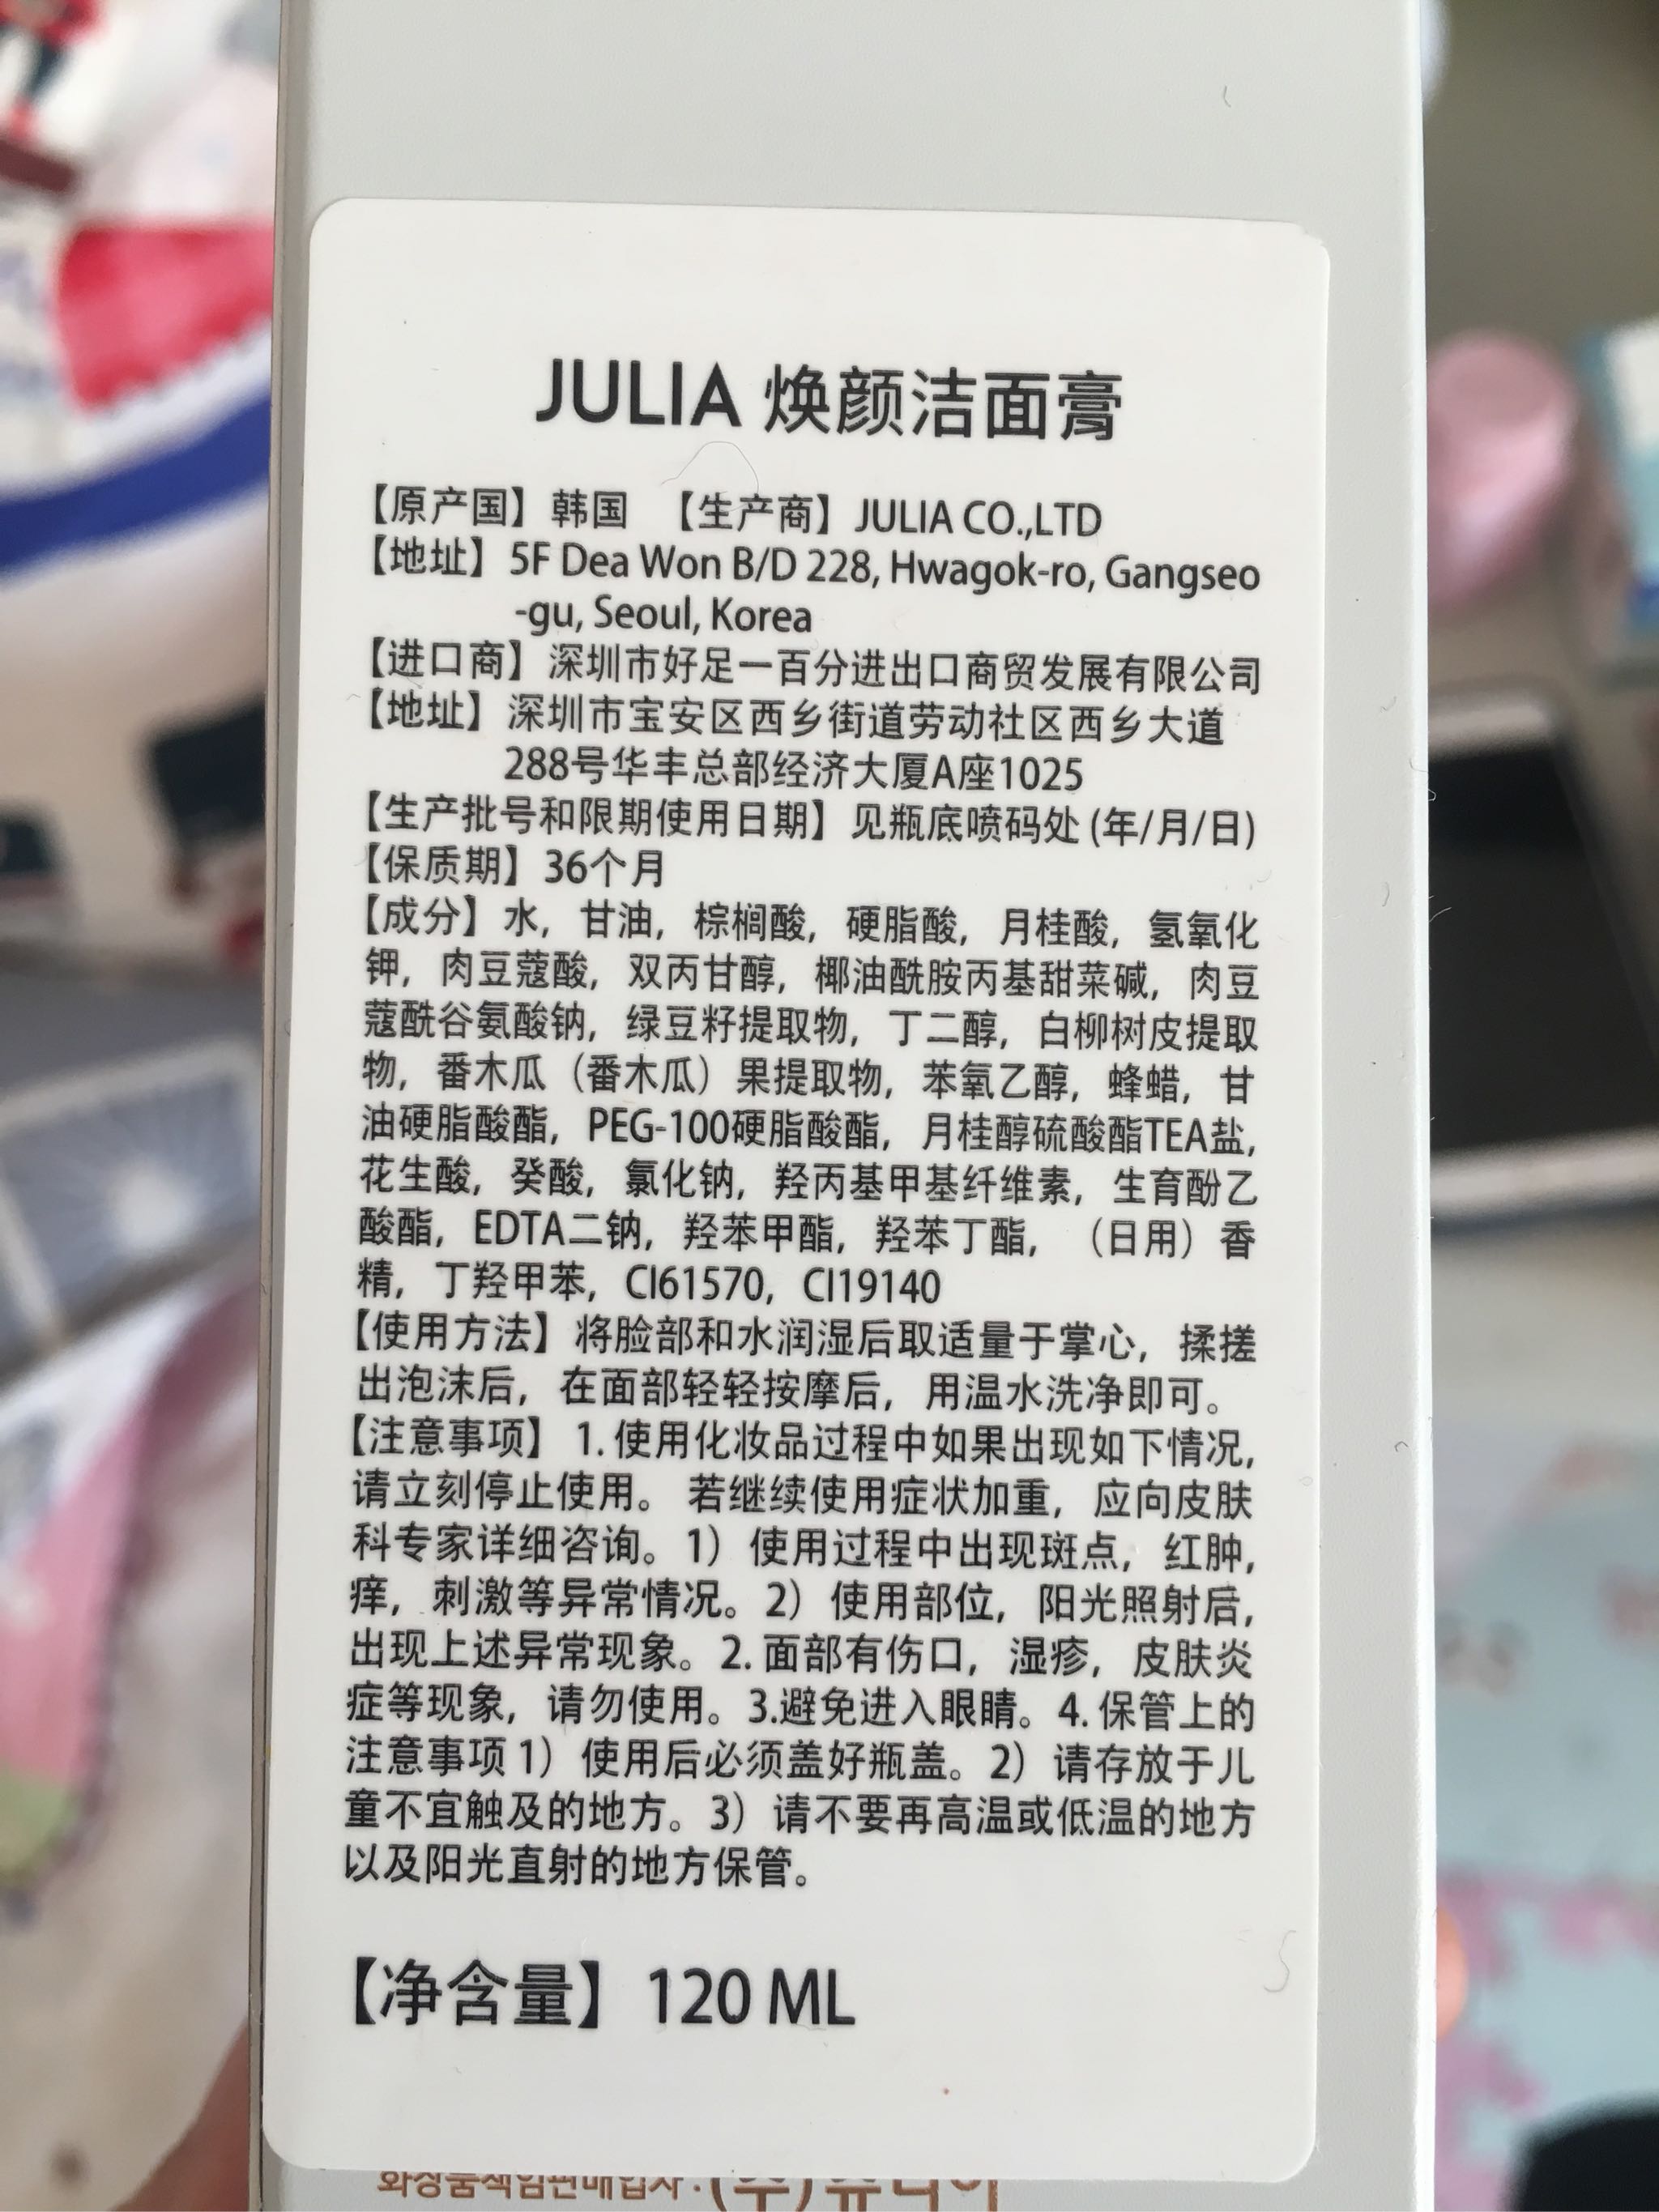 JULIA 焕颜洁面膏
【原产国】韩国 【生产商】JULIA CO.,LTD
【地址】5F Dea Won B/D 228, Hwagok-ro, Gangseo
-gu, Seoul, Korea
【进口商】深圳市好足一百分进出口商贸发展有限公司
【地址】深圳市宝安区西乡街道劳动社区西乡大道
288号华丰总部经济大厦A座1025
【生产批号和限期使用日期】见瓶底喷码处 (年/月/日)
【保质期】36个月
【成分】水，甘油，棕榈酸，硬脂酸，月桂酸，氢氧化
钾，肉豆蔻酸，双丙甘醇，椰油酰胺丙基甜菜碱，肉豆
蔻酰谷氨酸钠，绿豆籽提取物，丁二醇，白柳树皮提取
物，番木瓜（番木瓜）果提取物，苯氧乙醇，蜂蜡，甘
油硬脂酸酯，PEG-100硬脂酸酯，月桂醇硫酸酯TEA盐，
花生酸，癸酸，氯化钠，羟丙基甲基纤维素，生育酚乙
酸酯，EDTA二钠，羟苯甲酯，羟苯丁酯，（日用）香
精，丁羟甲苯，CI61570，CI19140
【使用方法】将脸部和水润湿后取适量于掌心，揉搓
出泡沫后，在面部轻轻按摩后，用温水洗净即可。
【注意事项】1. 使用化妆品过程中如果出现如下情况，
请立刻停止使用。若继续使用症状加重，应向皮肤
科专家详细咨询。1）使用过程中出现斑点，红肿，
痒，刺激等异常情况。2）使用部位，阳光照射后，
出现上述异常现象。2. 面部有伤口，湿疹，皮肤炎
症等现象，请勿使用。3.避免进入眼睛。4. 保管上的
注意事项 1）使用后必须盖好瓶盖。2）请存放于儿
童不宜触及的地方。3）请不要再高温或低温的地方
以及阳光直射的地方保管。
【净含量】120 ML
화장품책임판매업자 : (주)쥬리아